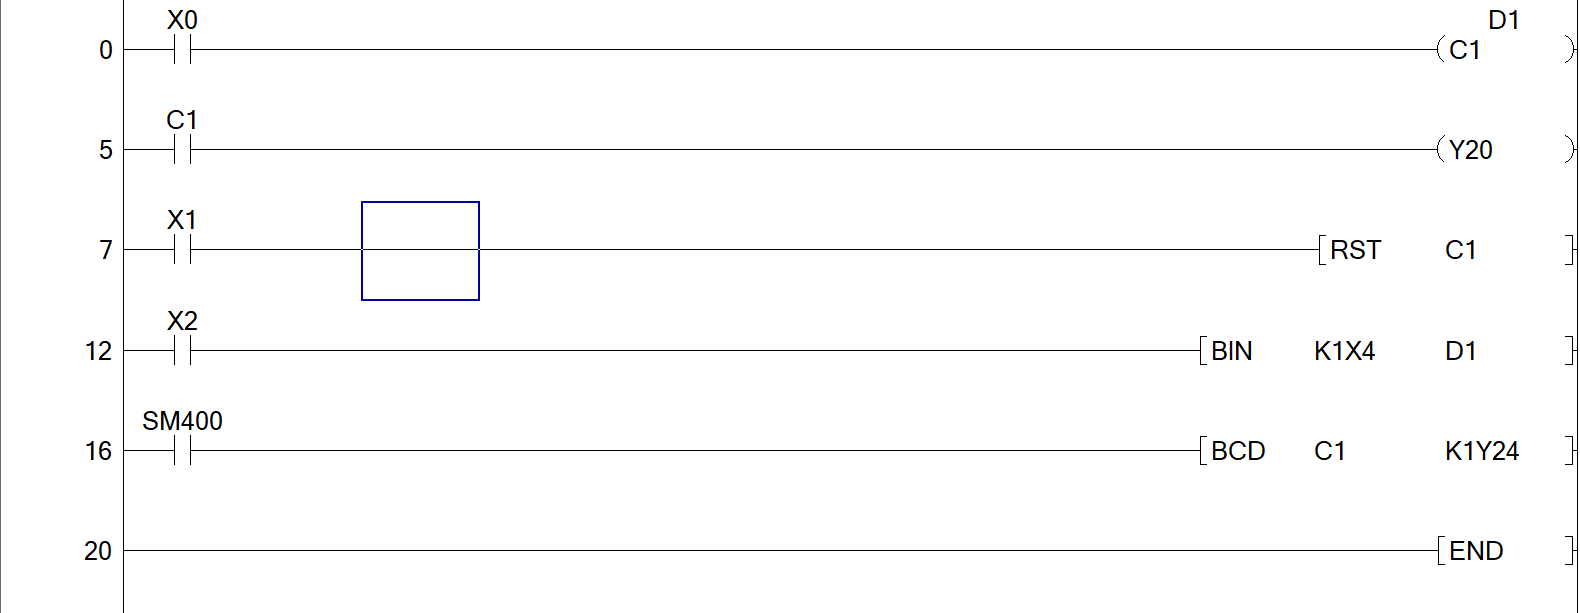 X0 D1
0 C1
C1
5 Y20
X1
7 RST C1
X2
12 BIN K1X4 D1
SM400
16 BCD C1 K1Y24
20 END